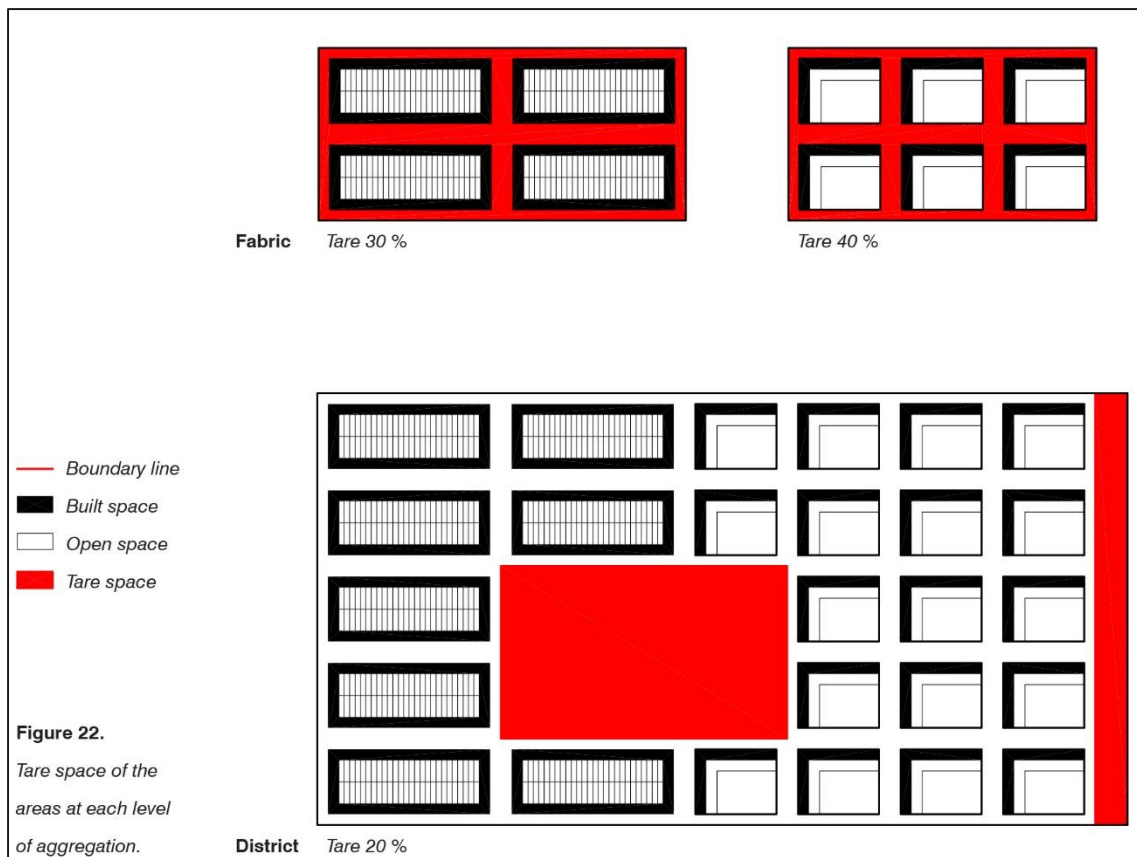 Fabric
Tare 30 %
Tare 40 %
Boundary line
Built space
Open space
Tare space
Figure 22.
Tare space of the
areas at each level
of aggregation.
District
Tare 20 %